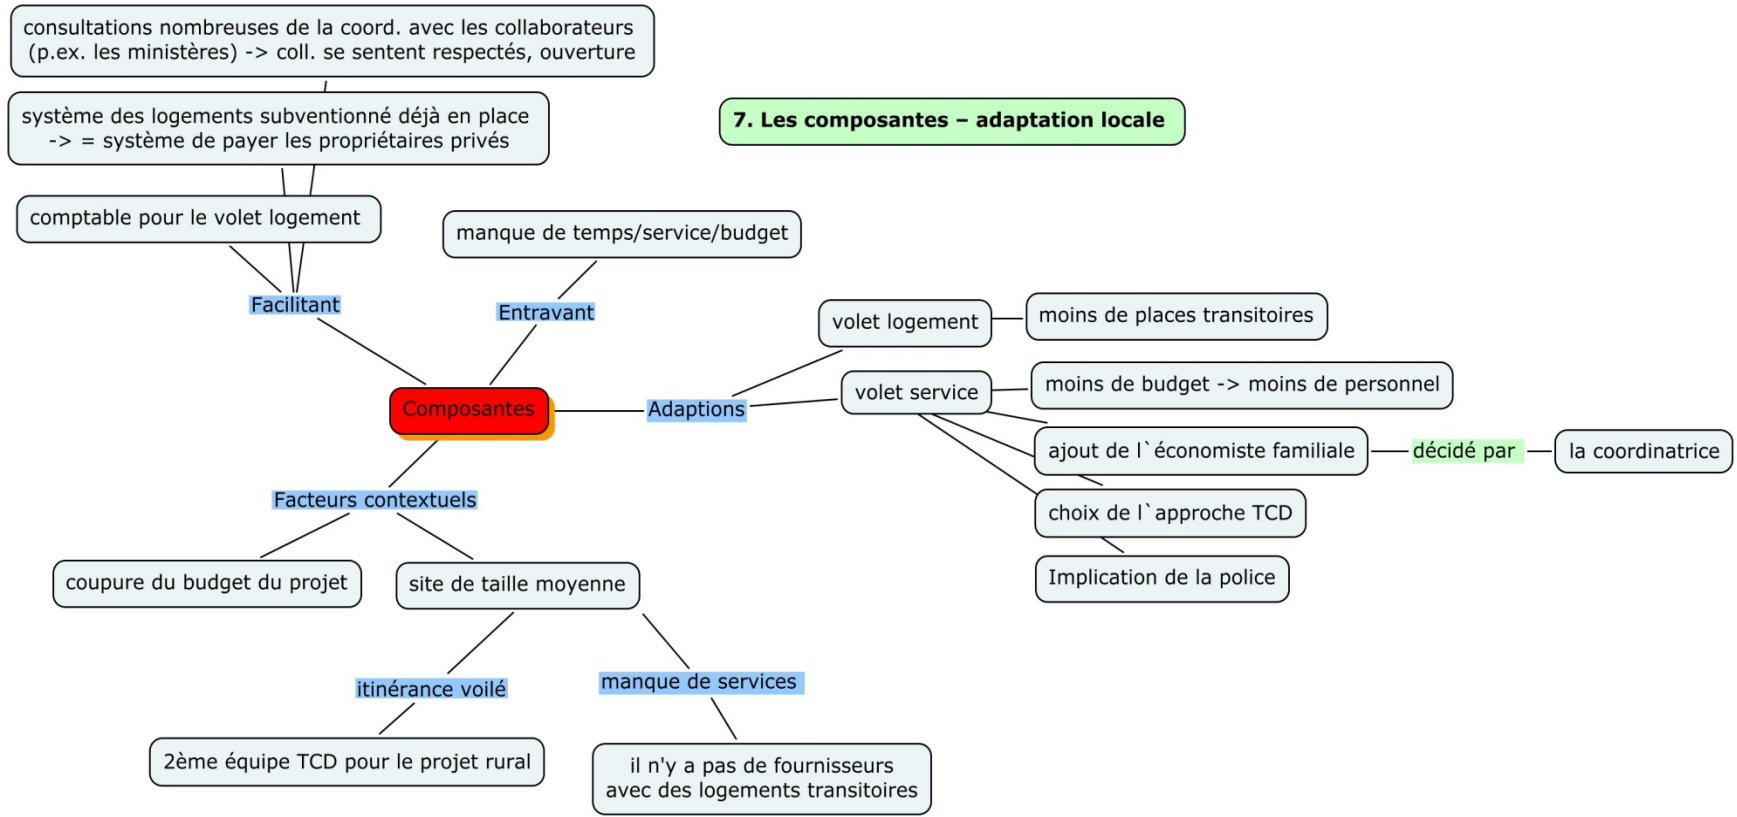 consultations nombreuses de la coord. avec les collaborateurs
(p.ex. les ministères) -> coll. se sentent respectés, ouverture
système des logements subventionné déjà en place
-> = système de payer les propriétaires privés
7. Les composantes – adaptation locale
comptable pour le volet logement
manque de temps/service/budget
Facilitant
Entravant
volet logement
moins de places transitoires
Composantes
Adaptions
volet service
moins de budget -> moins de personnel
ajout de l`économiste familiale
décidé par
la coordinatrice
choix de l`approche TCD
Implication de la police
Facteurs contextuels
coupure du budget du projet
site de taille moyenne
itinérance voilé
manque de services
2ème équipe TCD pour le projet rural
il n'y a pas de fournisseurs
avec des logements transitoires